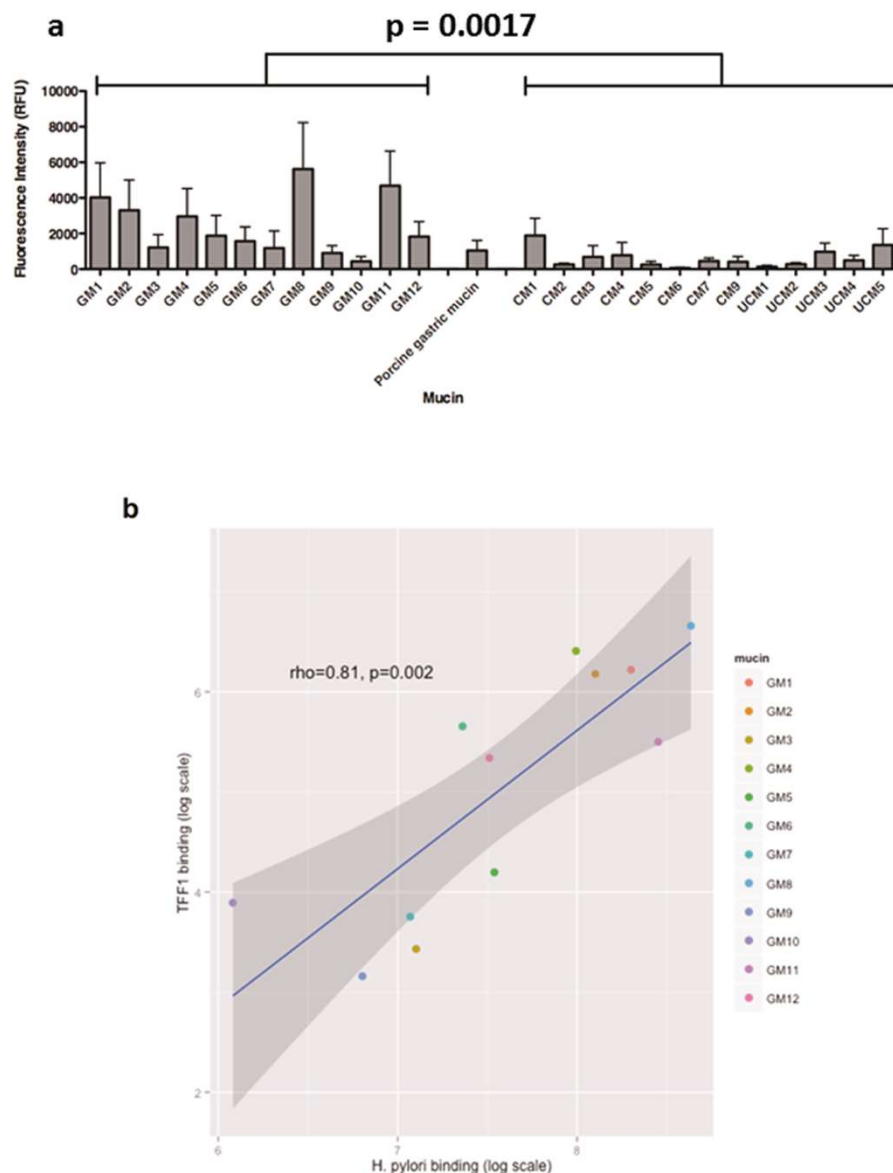 a
p = 0.0017
Fluorescence Intensity (RFU)
10000
8000
6000
4000
2000
0
GM1
GM2
GM3
GM4
GM5
GM6
GM7
GM8
GM9
GM10
GM11
GM12
Porcine gastric mucin
CM1
CM2
CM3
CM4
CM5
CM6
CM7
CM9
UCM1
UCM2
UCM3
UCM4
UCM5
Mucin
b
TFF1 binding (log scale)
6
4
2
rho=0.81, p=0.002
6
7
8
H. pylori binding (log scale)
mucin
GM1
GM2
GM3
GM4
GM5
GM6
GM7
GM8
GM9
GM10
GM11
GM12